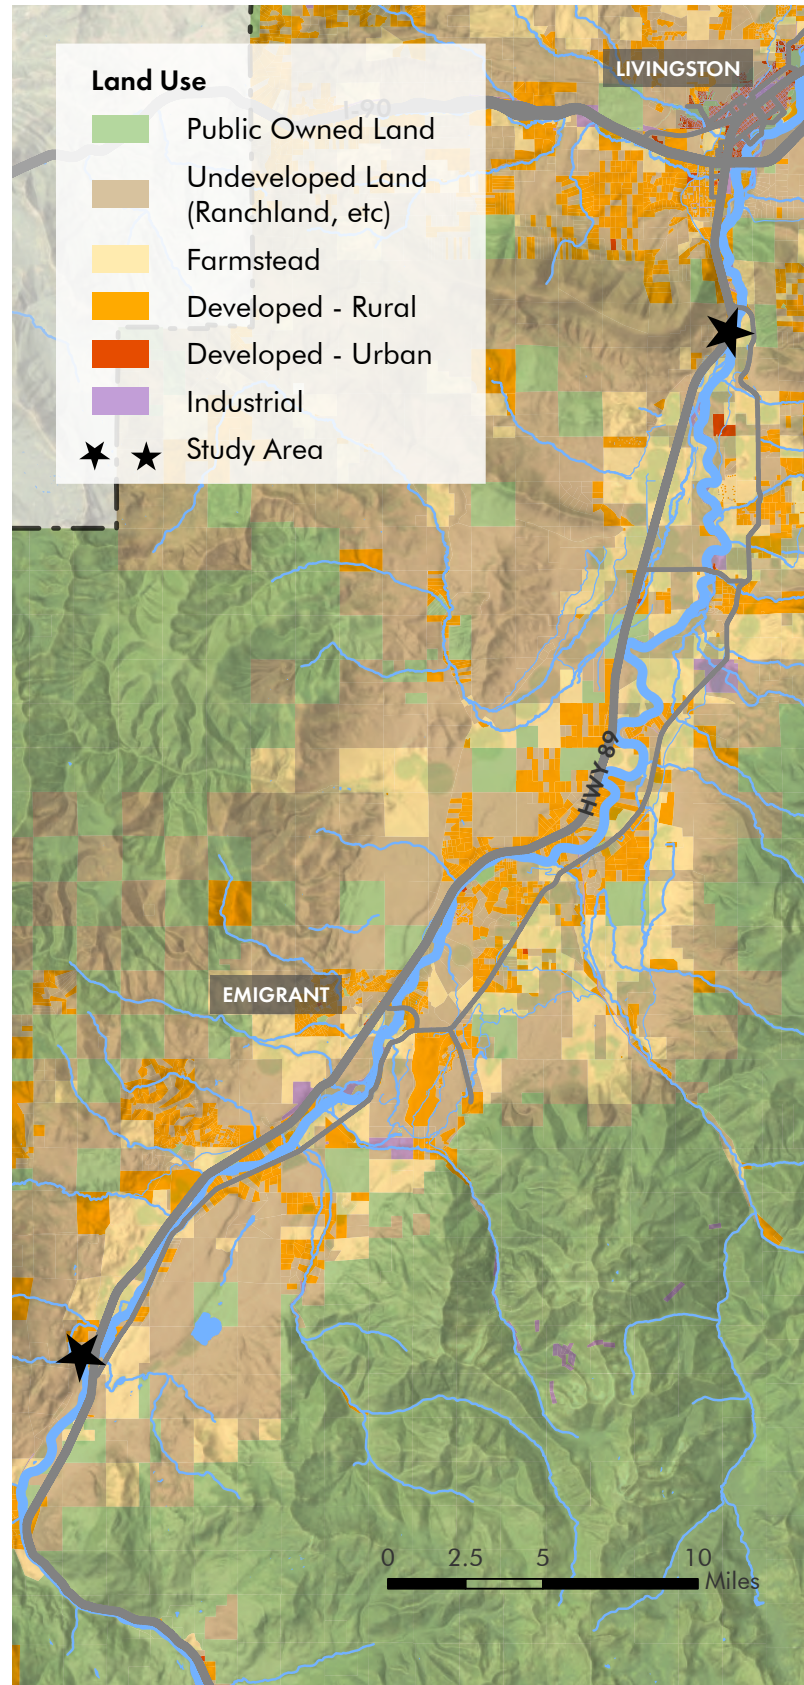 LIVINGSTON
Land Use
I-90
Public Owned Land
Undeveloped Land
(Ranchland, etc)
Farmstead
Developed - Rural
Developed - Urban
Industrial
Study Area
HWY 89
EMIGRANT
0 2.5 5 10
Miles